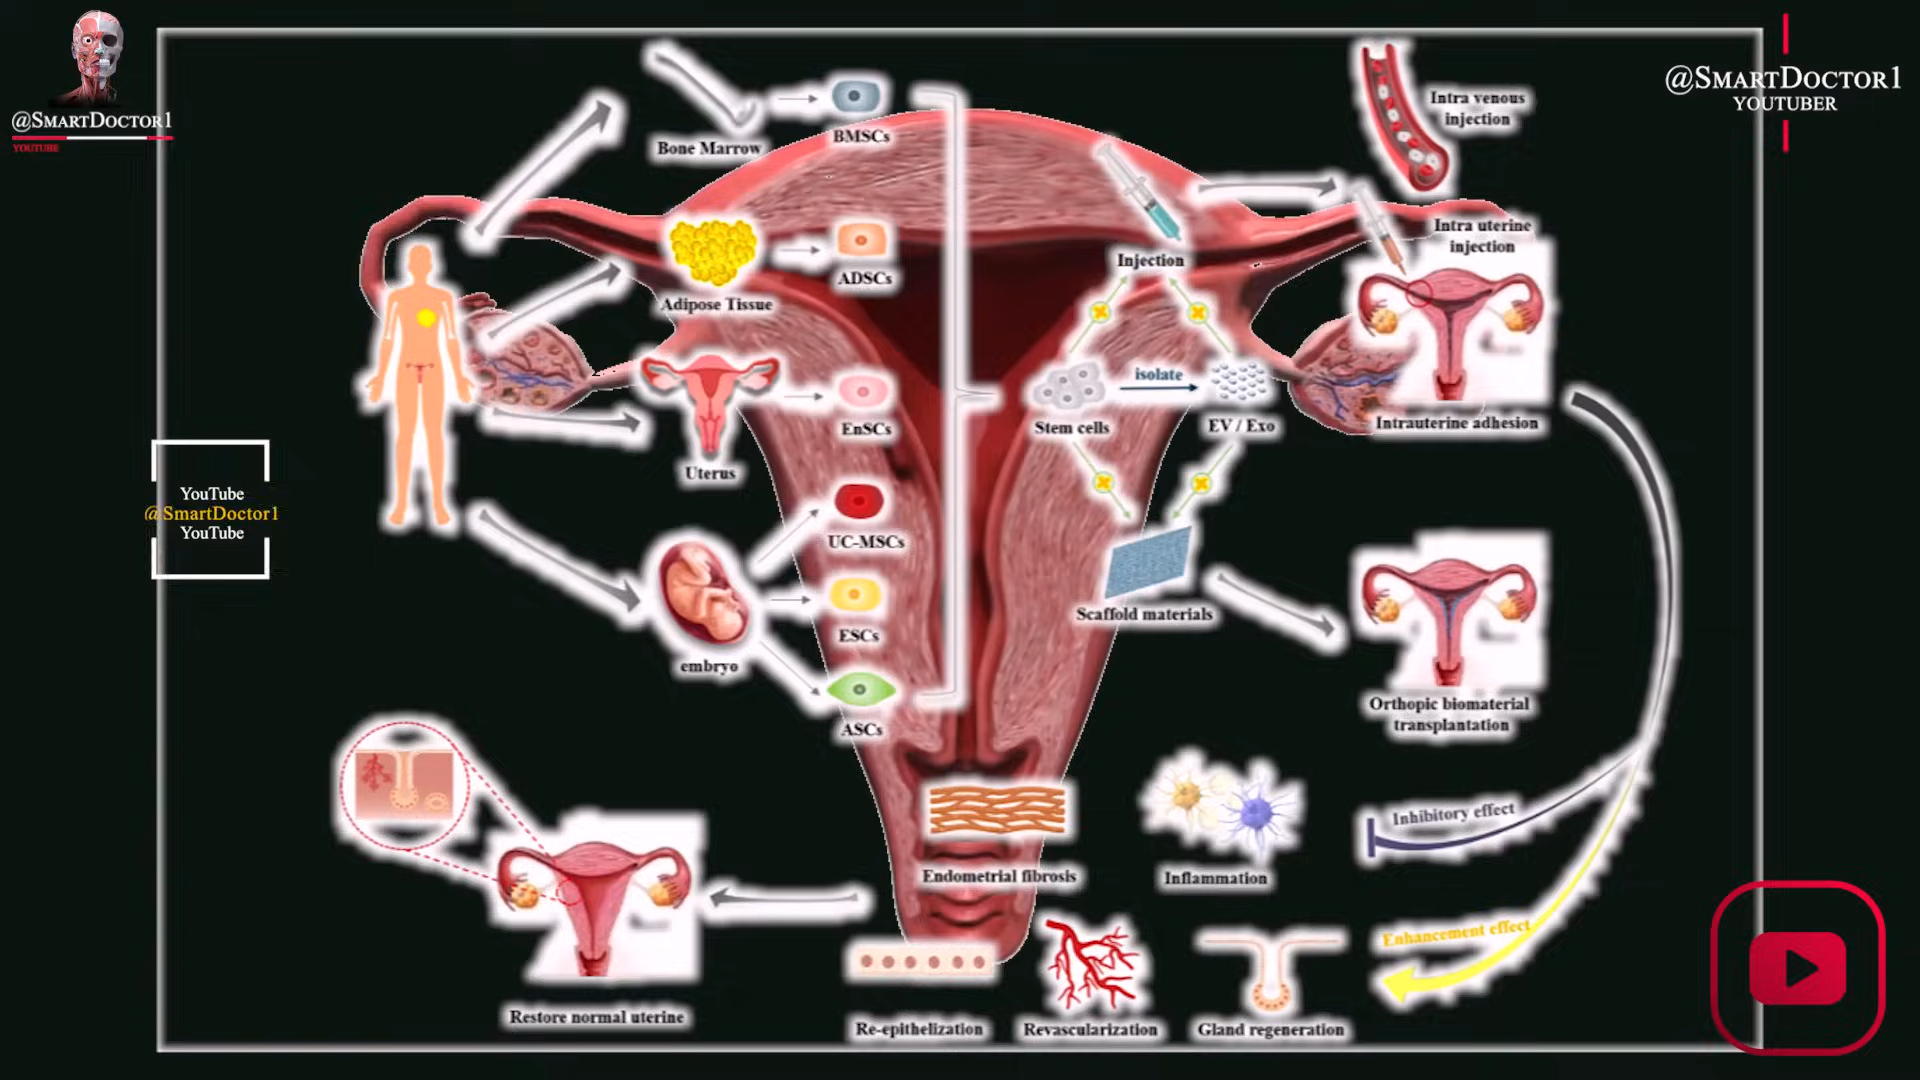 @SMARTDOCTOR1
YOUTUBE
@SMARTDOCTOR1
YOUTUBER
YouTube
@SmartDoctor1
YouTube
Bone Marrow
BMSCs
Adipose Tissue
ADSCs
Uterus
EnSCs
embryo
UC-MSCs
ESCs
ASCs
Injection
Stem cells
isolate
EV / Exo
Scaffold materials
Intra venous
injection
Intra uterine
injection
Intrauterine adhesion
Orthopic biomaterial
transplantation
Inhibitory effect
Enhancement effect
Endometrial fibrosis
Inflammation
Re-epithelization
Revascularization
Gland regeneration
Restore normal uterine